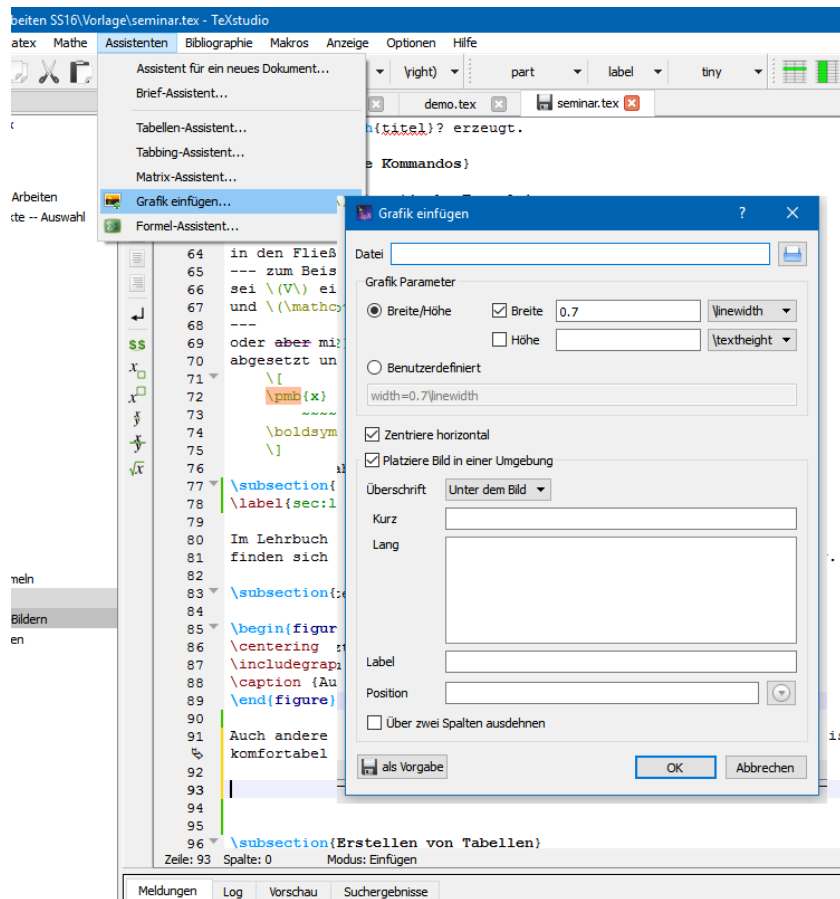 beiten SS16\Vorlage\seminar.tex - TeXstudio
atex Mathe Assistenten Bibliographie Makros Anzeige Optionen Hilfe
\right) part label tiny
Assistent für ein neues Dokument...
Brief-Assistent...
Tabellen-Assistent...
Tabbing-Assistent...
Matrix-Assistent...
Grafik einfügen...
Formel-Assistent...
demo.tex seminar.tex
{titel}? erzeugt.
e Kommandos}
Arbeiten
kte -- Auswahl
meln
Bildern
en
64 in den Fließ
65 --- zum Beis
66 sei \(V\) ei
67 und \(\mathc
68 ---
69 oder aber mi
70 abgesetzt un
71 \[
72 \pmb{x}
73 ~~~~
74 \boldsym
75 \]
76
77 \subsection{
78 \label{sec:l
79
80 Im Lehrbuch
81 finden sich
82
83 \subsection{
84
85 \begin{figur
86 \centering
87 \includegrap
88 \caption {Au
89 \end{figure}
90
91 Auch andere is
komfortabel
92
93
94
95
96 \subsection{Erstellen von Tabellen}
$$
x
x
x
y
x
y
√x
Grafik einfügen ?
Datei
Grafik Parameter
Breite/Höhe Breite 0.7 \linewidth
Höhe \textheight
Benutzerdefiniert
width=0.7\linewidth
Zentriere horizontal
Platziere Bild in einer Umgebung
Überschrift Unter dem Bild
Kurz
Lang
Label
Position
Über zwei Spalten ausdehnen
als Vorgabe OK Abbrechen
Zeile: 93 Spalte: 0 Modus: Einfügen
Meldungen Log Vorschau Suchergebnisse